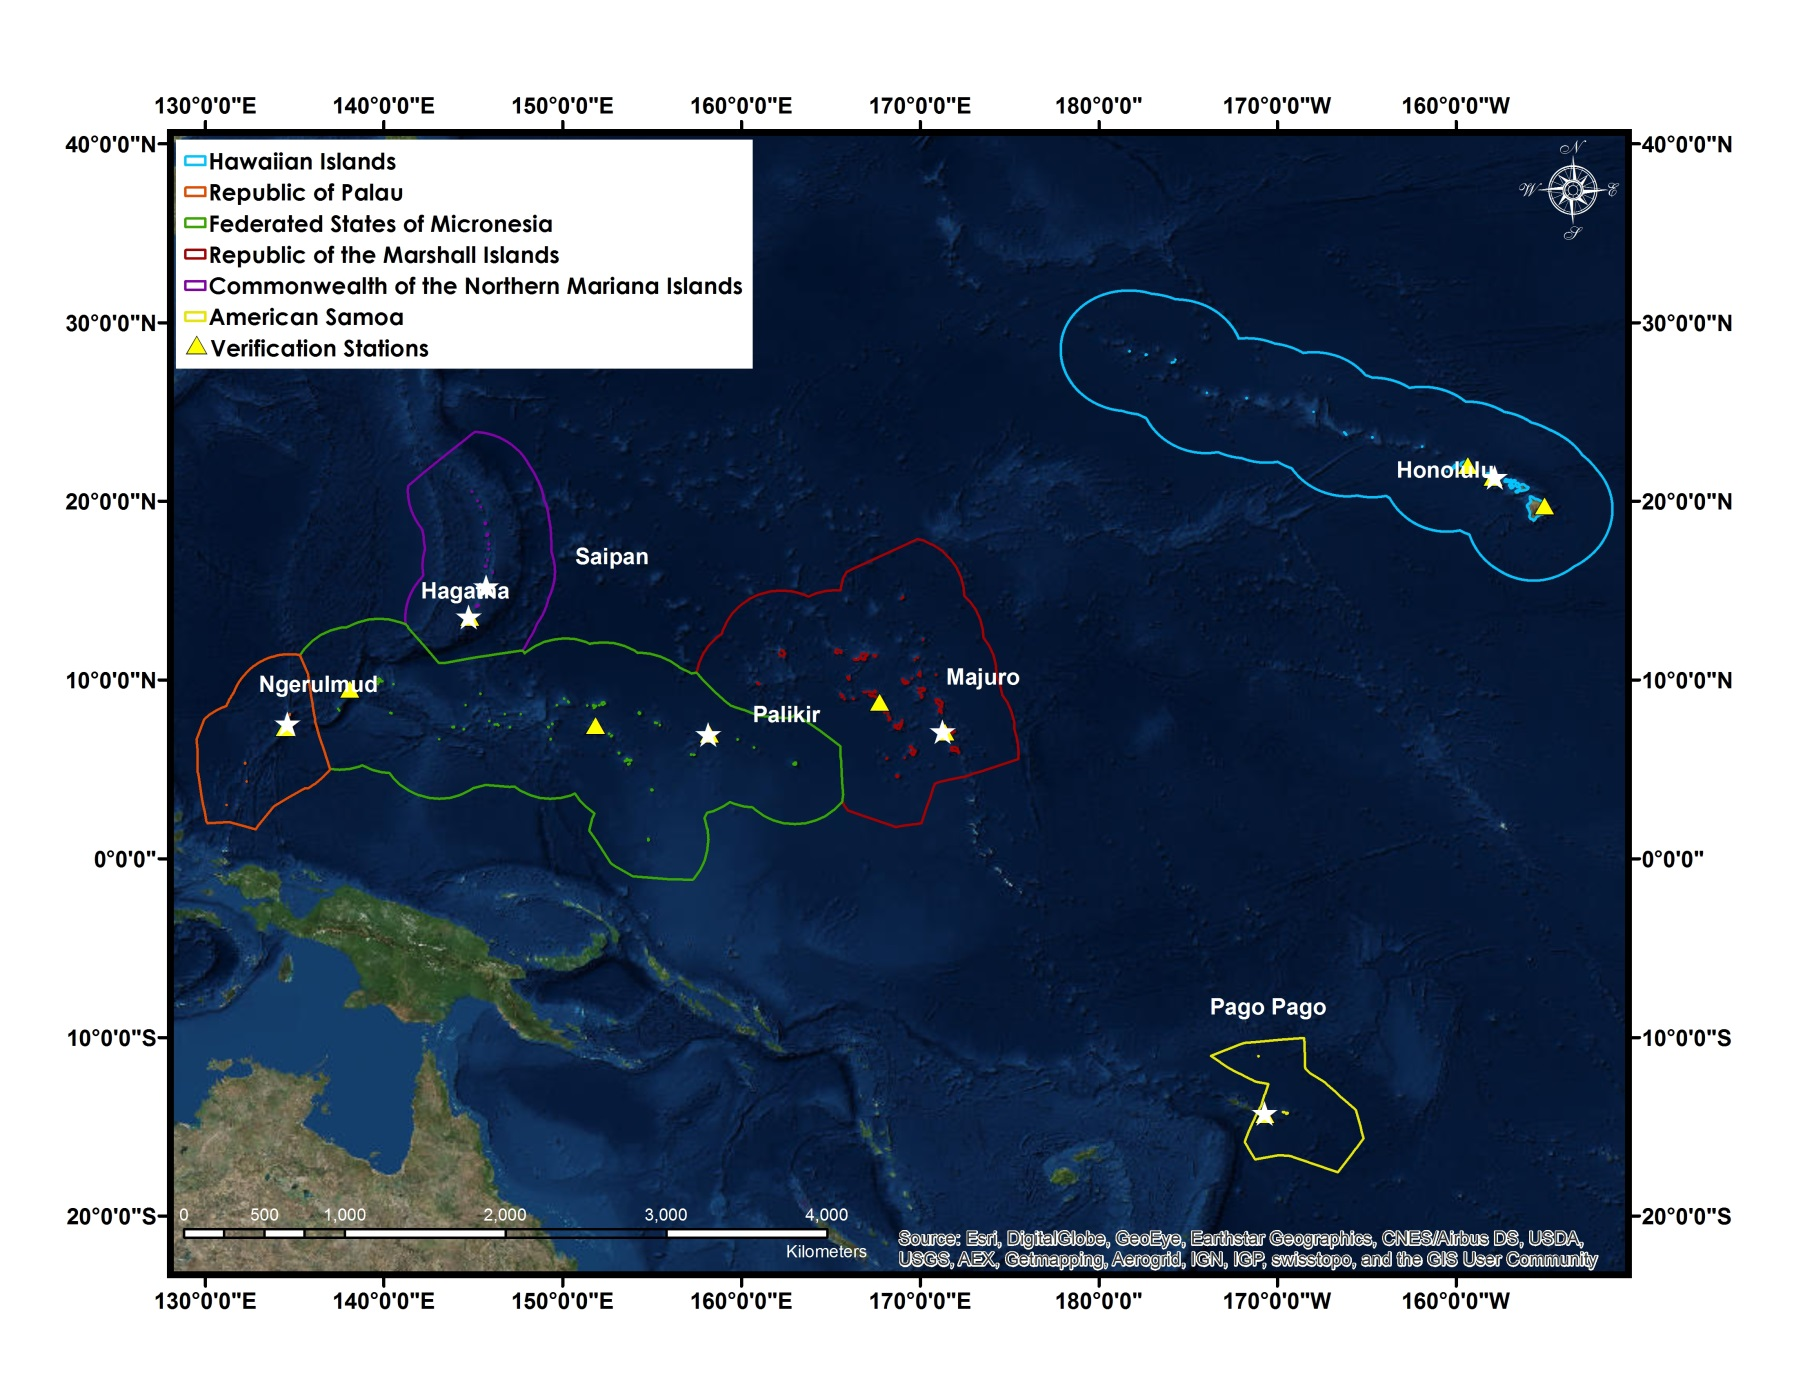 130°0'0"E 140°0'0"E 150°0'0"E 160°0'0"E 170°0'0"E 180°0'0" 170°0'0"W 160°0'0"W
40°0'0"N 40°0'0"N
N
W E
S
Hawaiian Islands
Republic of Palau
Federated States of Micronesia
Republic of the Marshall Islands
Commonwealth of the Northern Mariana Islands
American Samoa
Verification Stations
30°0'0"N 30°0'0"N
Honolulu
20°0'0"N 20°0'0"N
Saipan
Hagatna
Majuro
10°0'0"N 10°0'0"N
Ngerulmud
Palikir
0°0'0" 0°0'0"
Pago Pago
10°0'0"S 10°0'0"S
20°0'0"S 20°0'0"S
0 500 1,000 2,000 3,000 4,000
Kilometers
Source: Esri, DigitalGlobe, GeoEye, Earthstar Geographics, CNES/Airbus DS, USDA,
USGS, AEX, Getmapping, Aerogrid, IGN, IGP, swisstopo, and the GIS User Community
130°0'0"E 140°0'0"E 150°0'0"E 160°0'0"E 170°0'0"E 180°0'0" 170°0'0"W 160°0'0"W